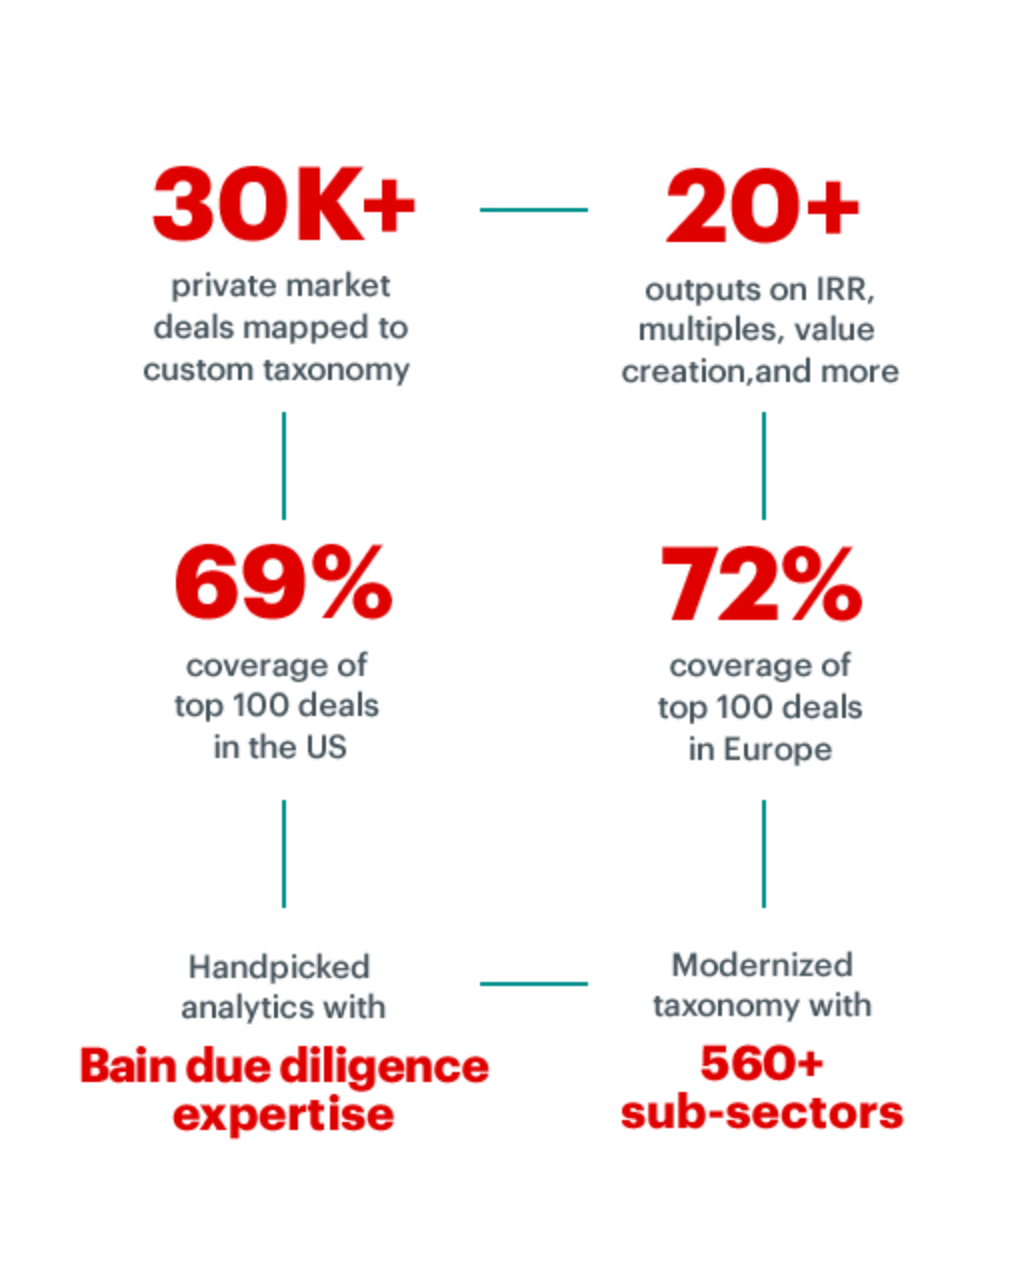 30K+
private market
deals mapped to
custom taxonomy
20+
outputs on IRR,
multiples, value
creation,and more
69%
coverage of
top 100 deals
in the US
72%
coverage of
top 100 deals
in Europe
Handpicked
analytics with
Bain due diligence
expertise
Modernized
taxonomy with
560+
sub-sectors